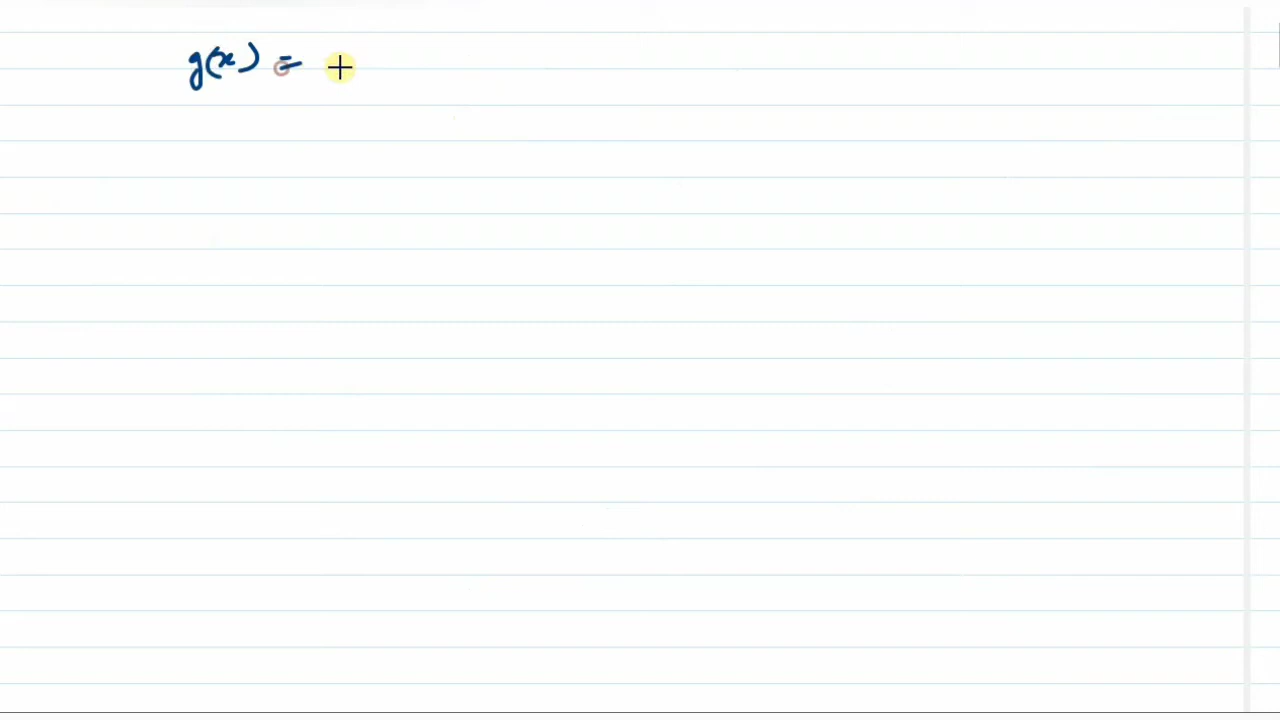 g(x) =